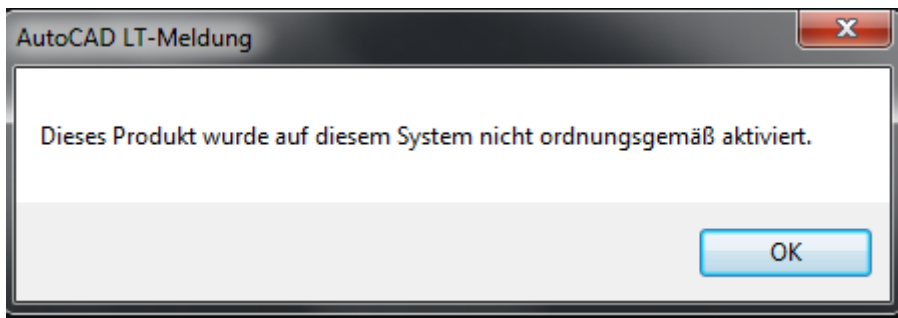 AutoCAD LT-Meldung
Dieses Produkt wurde auf diesem System nicht ordnungsgemäß aktiviert.
OK